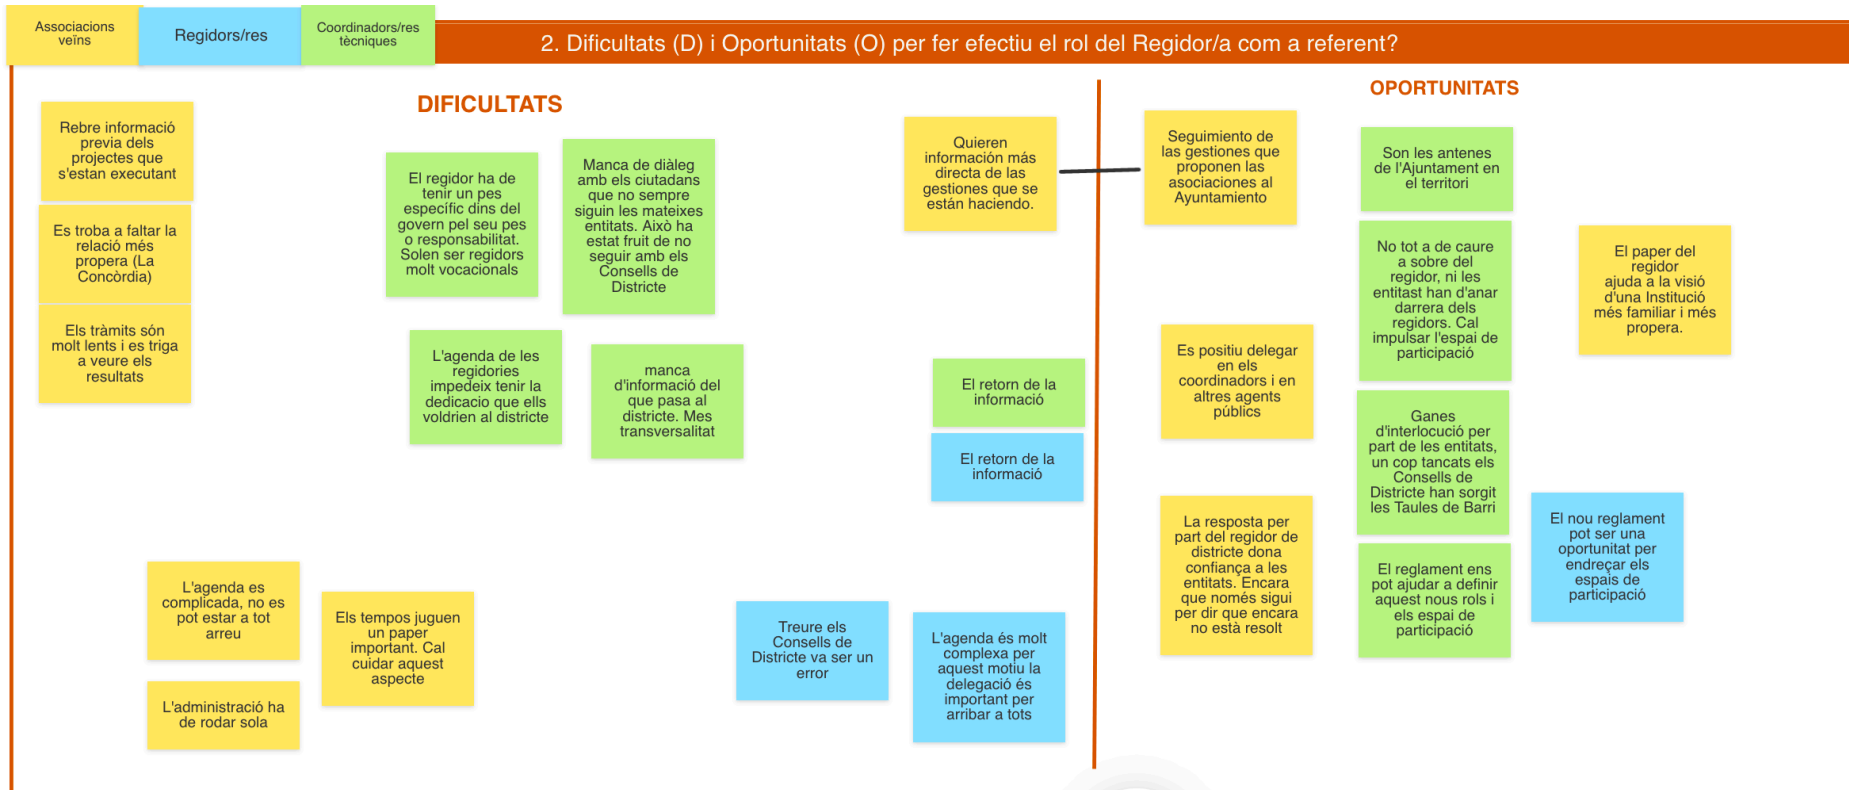 Associacions
veïns
Regidors/res
Coordinadors/res
tècniques
2. Dificultats (D) i Oportunitats (O) per fer efectiu el rol del Regidor/a com a referent?
DIFICULTATS
Rebre informació
previa dels
projectes que
s'estan executant
Es troba a faltar la
relació més
propera (La
Concòrdia)
Els tràmits són
molt lents i es triga
a veure els
resultats
El regidor ha de
tenir un pes
específic dins del
govern pel seu pes
o responsabilitat.
Solen ser regidors
molt vocacionals
Manca de diàleg
amb els ciutadans
que no sempre
siguin les mateixes
entitats. Això ha
estat fruit de no
seguir amb els
Consells de
Districte
L'agenda de les
regidories
impedeix tenir la
dedicacio que ells
voldrien al districte
manca
d'informació del
que pasa al
districte. Mes
transversalitat
Quieren
información más
directa de las
gestiones que se
están haciendo.
El retorn de la
informació
El retorn de la
informació
L'agenda es
complicada, no es
pot estar a tot
arreu
Els tempos juguen
un paper
important. Cal
cuidar aquest
aspecte
L'administració ha
de rodar sola
Treure els
Consells de
Districte va ser un
error
L'agenda és molt
complexa per
aquest motiu la
delegació és
important per
arribar a tots
OPORTUNITATS
Seguimiento de
las gestiones que
proponen las
asociaciones al
Ayuntamiento
Son les antenes
de l'Ajuntament en
el territori
No tot a de caure
a sobre del
regidor, ni les
entitast han d'anar
darrera dels
regidors. Cal
impulsar l'espai de
participació
El paper del
regidor
ajuda a la visió
d'una Institució
més familiar i més
propera.
Es positiu delegar
en els
coordinadors i en
altres agents
públics
Ganes
d'interlocució per
part de les entitats,
un cop tancats els
Consells de
Districte han sorgit
les Taules de Barri
La resposta per
part del regidor de
districte dona
confiança a les
entitats. Encara
que només sigui
per dir que encara
no està resolt
El nou reglament
pot ser una
oportunitat per
endreçar els
espais de
participació
El reglament ens
pot ajudar a definir
aquest nous rols i
els espai de
participació